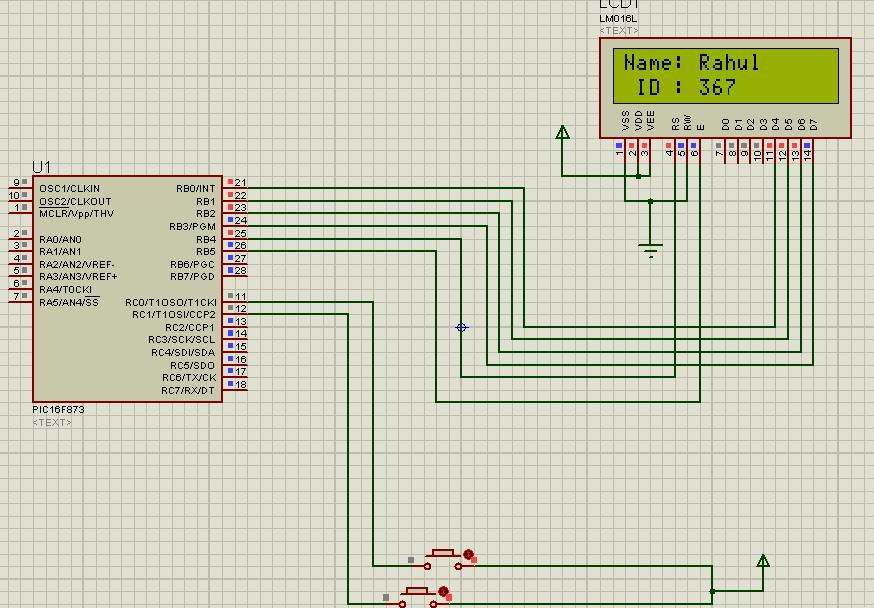 LCD1
LM016L
<TEXT>
Name: Rahul
ID : 367
VSS VDD VEE RS RW E D0 D1 D2 D3 D4 D5 D6 D7
1 2 3 4 5 6 7 8 9 10 11 12 13 14
U1
9 OSC1/CLKIN RB0/INT 21
10 OSC2/CLKOUT RB1 22
1 MCLR/Vpp/THV RB2 23
RB3/PGM 24
2 RA0/AN0 RB4 25
3 RA1/AN1 RB5 26
4 RA2/AN2/VREF- RB6/PGC 27
5 RA3/AN3/VREF+ RB7/PGD 28
6 RA4/T0CKI
7 RA5/AN4/SS RC0/T1OSO/T1CKI 11
RC1/T1OSI/CCP2 12
RC2/CCP1 13
RC3/SCK/SCL 14
RC4/SDI/SDA 15
RC5/SDO 16
RC6/TX/CK 17
RC7/RX/DT 18
PIC16F873
<TEXT>